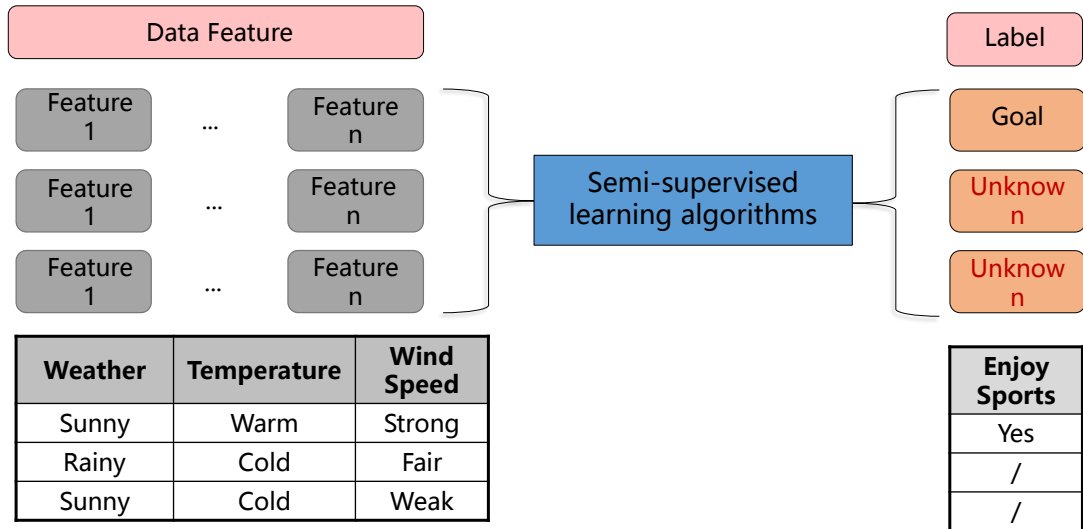 Data Feature
Label
Feature
1
...
Feature
n
Goal
Feature
1
...
Feature
n
Semi-supervised
learning algorithms
Unknow
n
Feature
1
...
Feature
n
Unknow
n
Weather
Temperature
Wind
Speed
Sunny
Warm
Strong
Rainy
Cold
Fair
Sunny
Cold
Weak
Enjoy
Sports
Yes
/
/